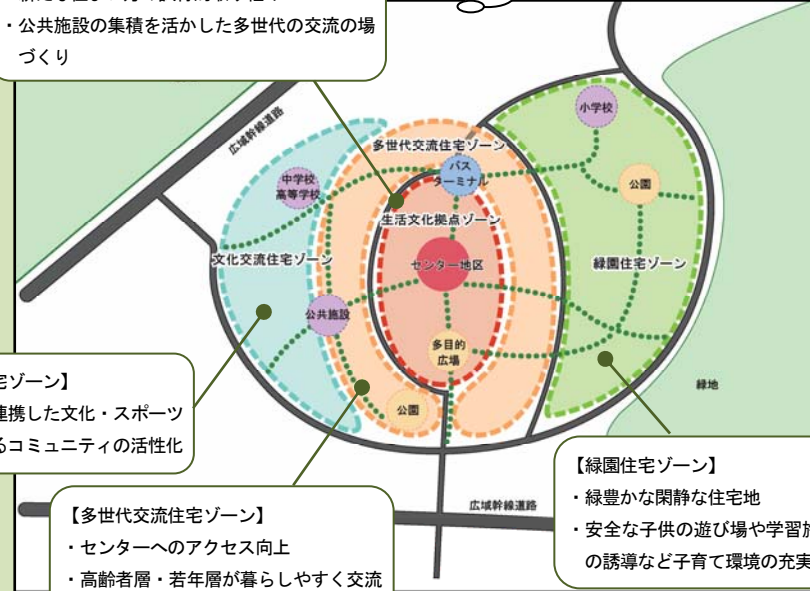 ・公共施設の集積を活かした多世代の交流の場
づくり
広域幹線道路
小学校
多世代交流住宅ゾーン
バス
ターミナル
中学校
高等学校
公園
生活文化拠点ゾーン
文化交流住宅ゾーン
センター地区
緑園住宅ゾーン
公共施設
多目的
広場
宅ゾーン】
連携した文化・スポーツ
るコミュニティの活性化
公園
緑地
【緑園住宅ゾーン】
・緑豊かな閑静な住宅地
・安全な子供の遊び場や学習施
の誘導など子育て環境の充実
広域幹線道路
【多世代交流住宅ゾーン】
・センターへのアクセス向上
・高齢者層・若年層が暮らしやすく交流